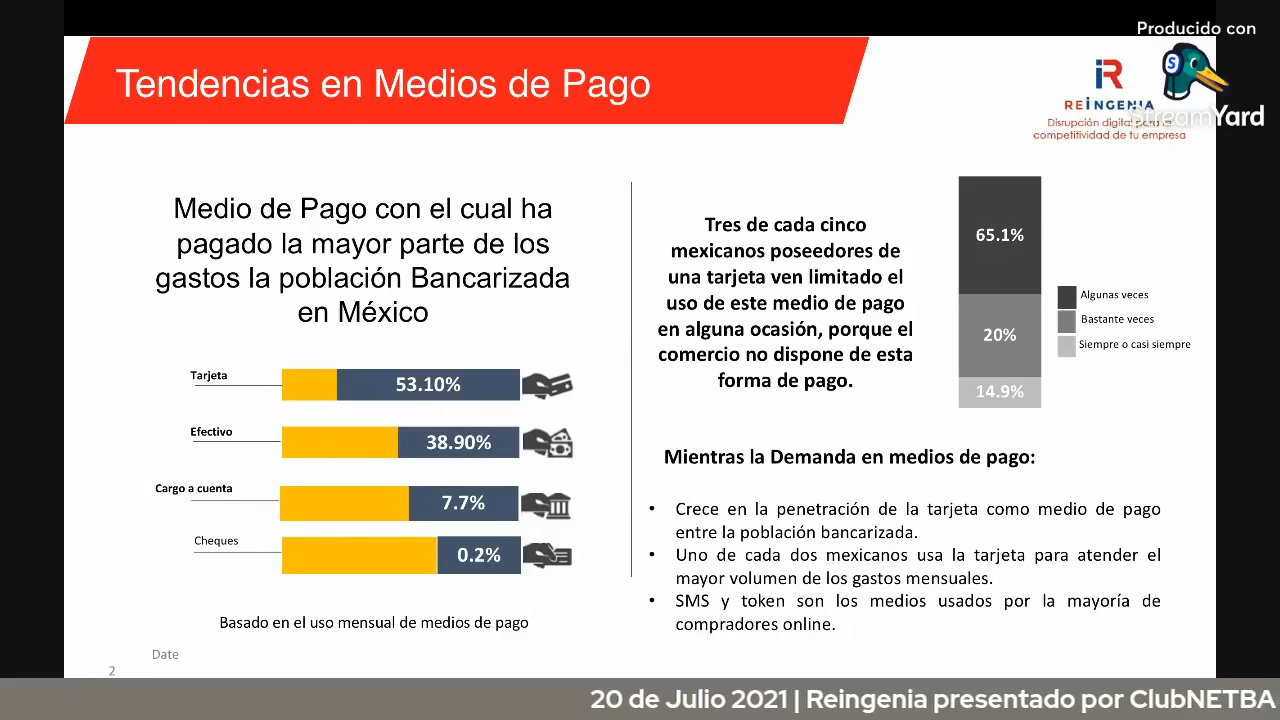 Producido con
StreamYard
Tendencias en Medios de Pago
iR
REiNGENIA
Disrupción digital para la
competitividad de tu empresa
Medio de Pago con el cual ha
pagado la mayor parte de los
gastos la población Bancarizada
en México
Tarjeta
53.10%
Efectivo
38.90%
Cargo a cuenta
7.7%
Cheques
0.2%
Basado en el uso mensual de medios de pago
Tres de cada cinco
mexicanos poseedores de
una tarjeta ven limitado el
uso de este medio de pago
en alguna ocasión, porque el
comercio no dispone de esta
forma de pago.
65.1%
20%
14.9%
Algunas veces
Bastante veces
Siempre o casi siempre
Mientras la Demanda en medios de pago:
• Crece en la penetración de la tarjeta como medio de pago
entre la población bancarizada.
• Uno de cada dos mexicanos usa la tarjeta para atender el
mayor volumen de los gastos mensuales.
• SMS y token son los medios usados por la mayoría de
compradores online.
Date
2
20 de Julio 2021 | Reingenia presentado por ClubNETBA